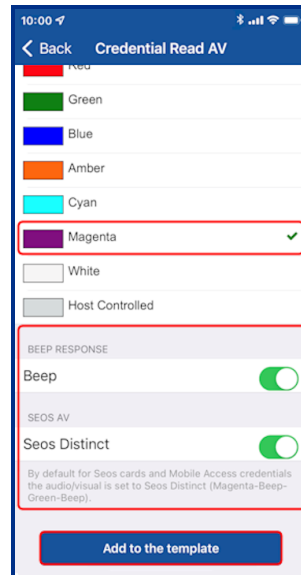 10:00
Back Credential Read AV
Red
Green
Blue
Amber
Cyan
Magenta
White
Host Controlled
BEEP RESPONSE
Beep
SEOS AV
Seos Distinct
By default for Seos cards and Mobile Access credentials
the audio/visual is set to Seos Distinct (Magenta-Beep-
Green-Beep).
Add to the template